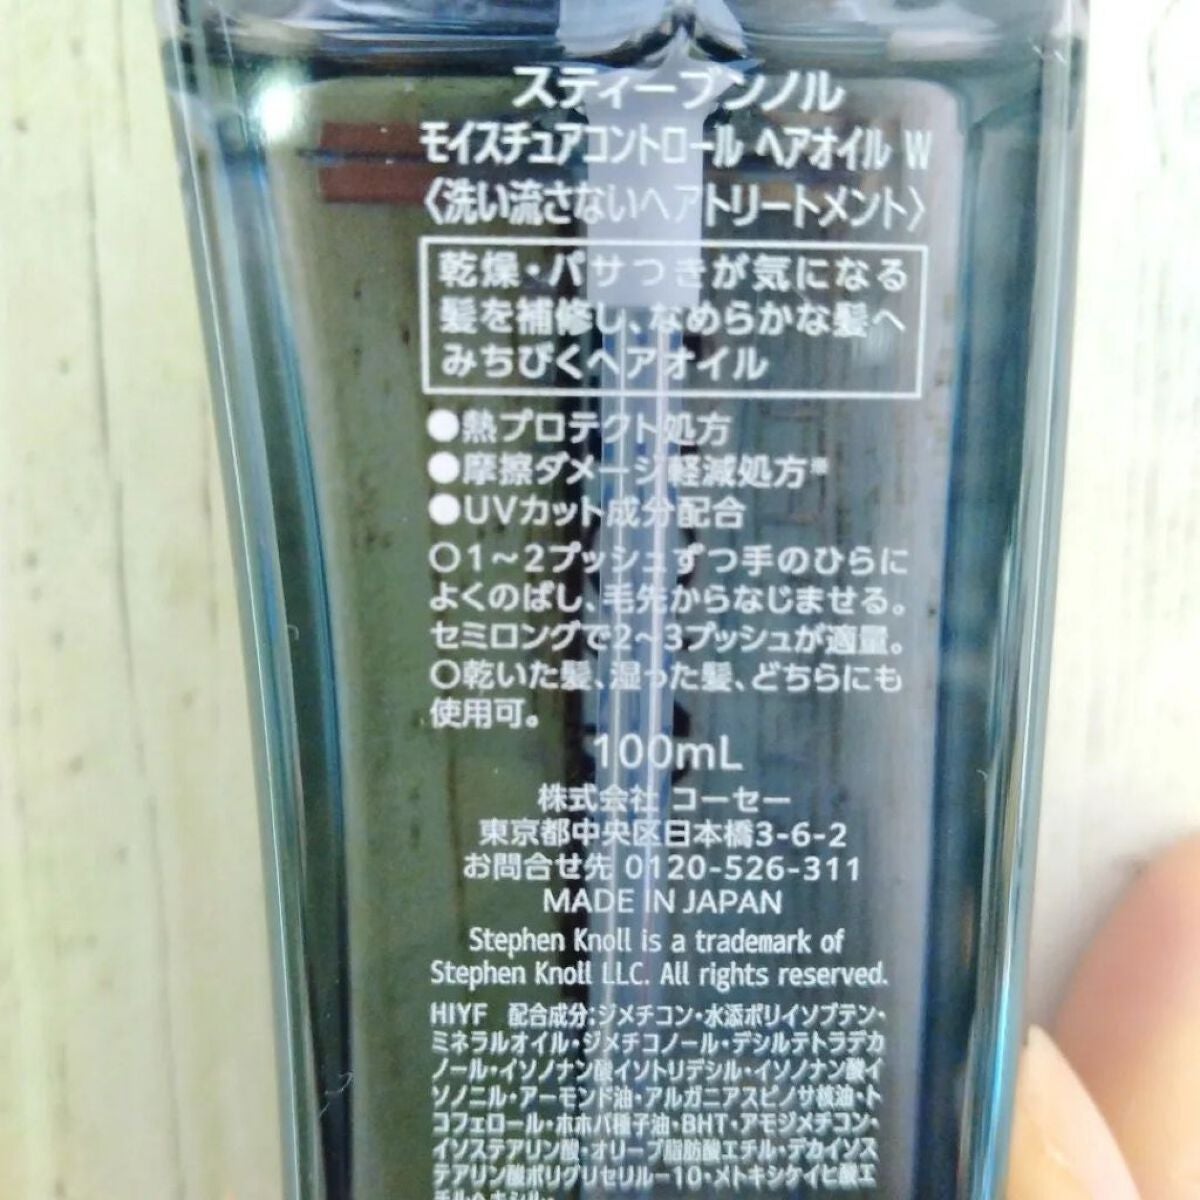 スティーブンノル
モイスチュアコントロール ヘアオイル W
〈洗い流さないヘアトリートメント〉
乾燥・パサつきが気になる
髪を補修し、なめらかな髪へ
みちびくヘアオイル
●熱プロテクト処方
●摩擦ダメージ軽減処方※
●UVカット成分配合
○1～2プッシュずつ手のひらに
よくのばし、毛先からなじませる。
セミロングで2～3プッシュが適量。
○乾いた髪、湿った髪、どちらにも
使用可。
100mL
株式会社 コーセー
東京都中央区日本橋3-6-2
お問合せ先 0120-526-311
MADE IN JAPAN
Stephen Knoll is a trademark of
Stephen Knoll LLC. All rights reserved.
HIYF 配合成分:ジメチコン・水添ポリイソブテン・
ミネラルオイル・ジメチコノール・デシルテトラデカ
ノール・イソノナン酸イソトリデシル・イソノナン酸イ
ソノニル・アーモンド油・アルガニアスピノサ核油・ト
コフェロール・ホホバ種子油・BHT・アモジメチコン・
イソステアリン酸・オリーブ脂肪酸エチル・デカイソス
テアリン酸ポリグリセリル－10・メトキシケイヒ酸エ
チルヘキシル・